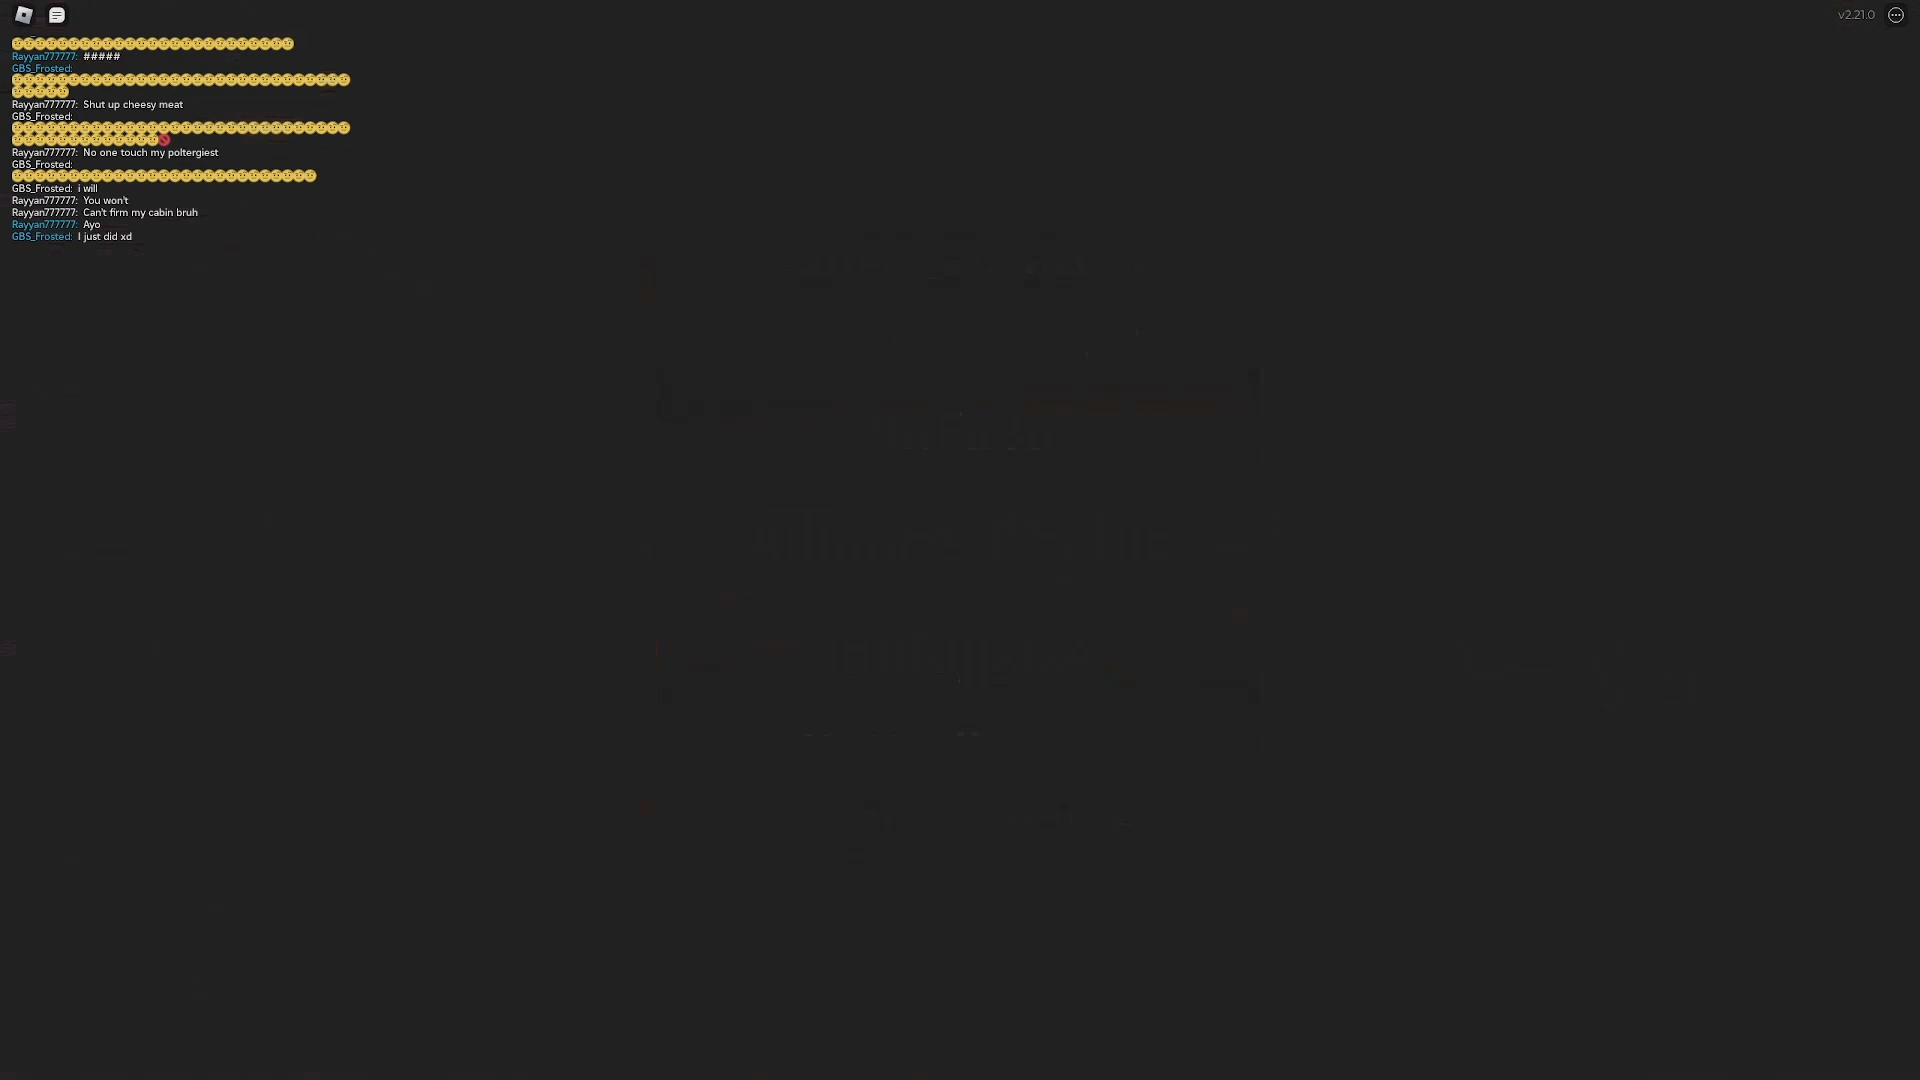 v2.21.0
Rayyan777777: #####
GBS_Frosted:
Rayyan777777: Shut up cheesy meat
GBS_Frosted:
Rayyan777777: No one touch my poltergiest
GBS_Frosted:
GBS_Frosted: i will
Rayyan777777: You won't
Rayyan777777: Can't firm my cabin bruh
Rayyan777777: Ayo
GBS_Frosted: I just did xd